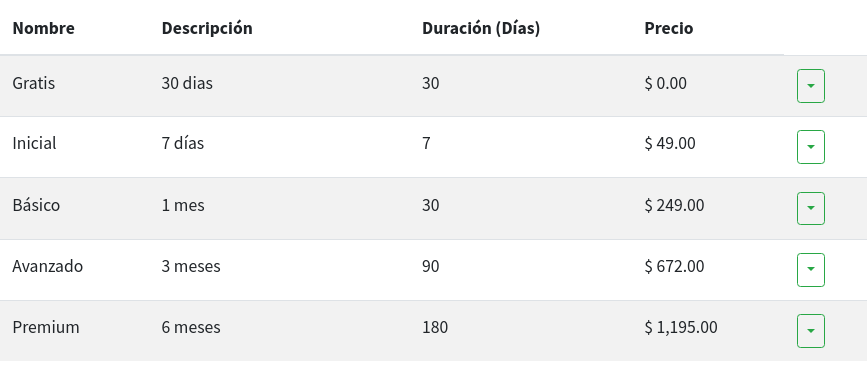 Nombre Descripción Duración (Días) Precio
Gratis 30 dias 30 $ 0.00
Inicial 7 días 7 $ 49.00
Básico 1 mes 30 $ 249.00
Avanzado 3 meses 90 $ 672.00
Premium 6 meses 180 $ 1,195.00